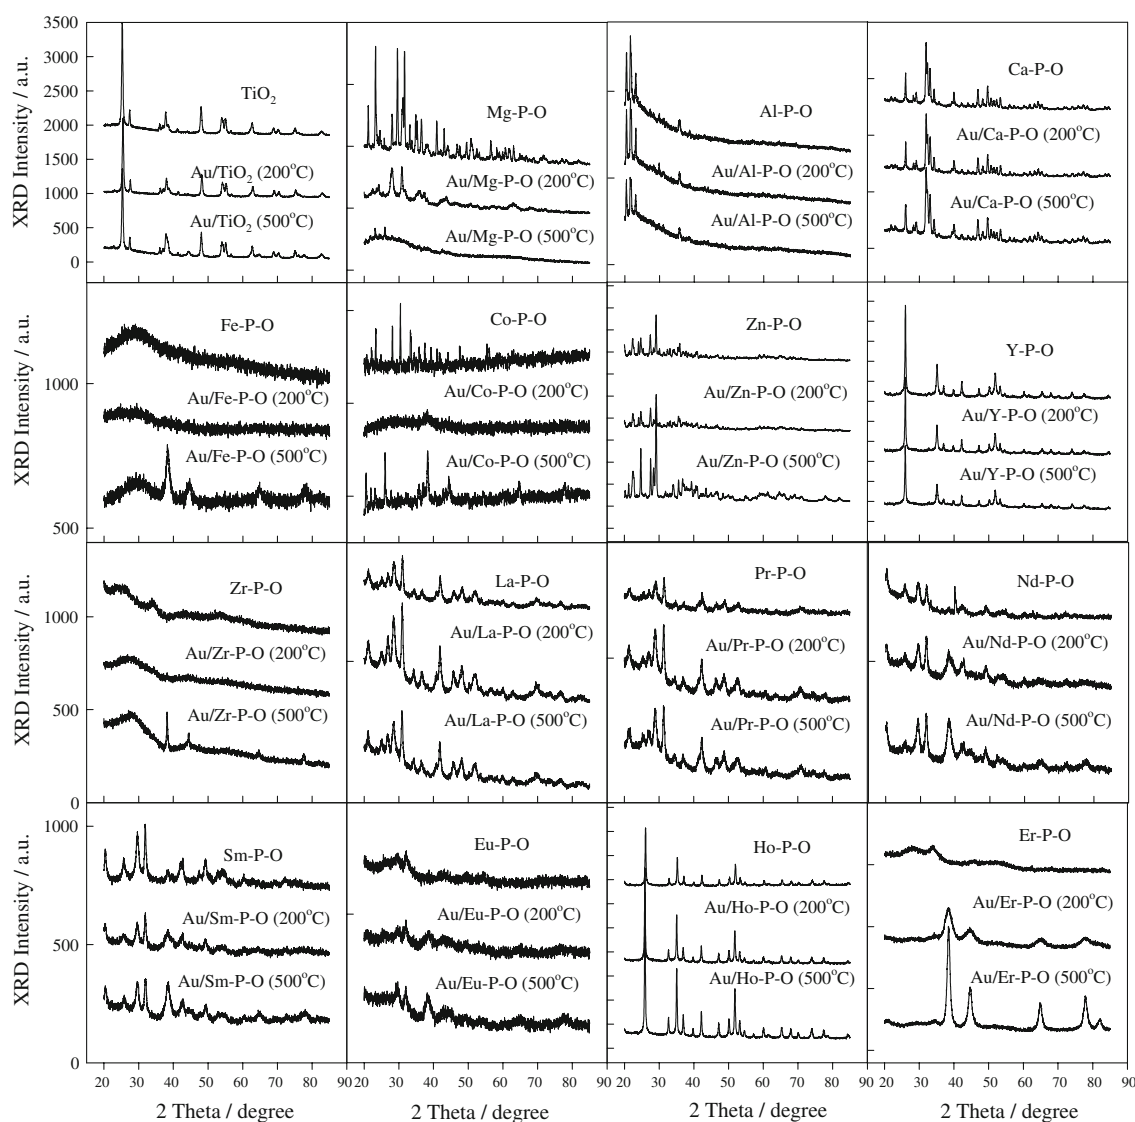 3500
3000
2500
2000
1500
1000
500
0
XRD Intensity / a.u.
TiO₂
Au/TiO₂ (200°C)
Au/TiO₂ (500°C)
Mg-P-O
Au/Mg-P-O (200°C)
Au/Mg-P-O (500°C)
Al-P-O
Au/Al-P-O (200°C)
Au/Al-P-O (500°C)
Ca-P-O
Au/Ca-P-O (200°C)
Au/Ca-P-O (500°C)
1000
500
XRD Intensity / a.u.
Fe-P-O
Au/Fe-P-O (200°C)
Au/Fe-P-O (500°C)
Co-P-O
Au/Co-P-O (200°C)
Au/Co-P-O (500°C)
Zn-P-O
Au/Zn-P-O (200°C)
Au/Zn-P-O (500°C)
Y-P-O
Au/Y-P-O (200°C)
Au/Y-P-O (500°C)
1000
500
0
XRD Intensity / a.u.
Zr-P-O
Au/Zr-P-O (200°C)
Au/Zr-P-O (500°C)
La-P-O
Au/La-P-O (200°C)
Au/La-P-O (500°C)
Pr-P-O
Au/Pr-P-O (200°C)
Au/Pr-P-O (500°C)
Nd-P-O
Au/Nd-P-O (200°C)
Au/Nd-P-O (500°C)
1000
500
0
XRD Intensity / a.u.
Sm-P-O
Au/Sm-P-O (200°C)
Au/Sm-P-O (500°C)
Eu-P-O
Au/Eu-P-O (200°C)
Au/Eu-P-O (500°C)
Ho-P-O
Au/Ho-P-O (200°C)
Au/Ho-P-O (500°C)
Er-P-O
Au/Er-P-O (200°C)
Au/Er-P-O (500°C)
20 30 40 50 60 70 80 90 20 30 40 50 60 70 80 90 20 30 40 50 60 70 80 90 20 30 40 50 60 70 80 90
2 Theta / degree 2 Theta / degree 2 Theta / degree 2 Theta / degree